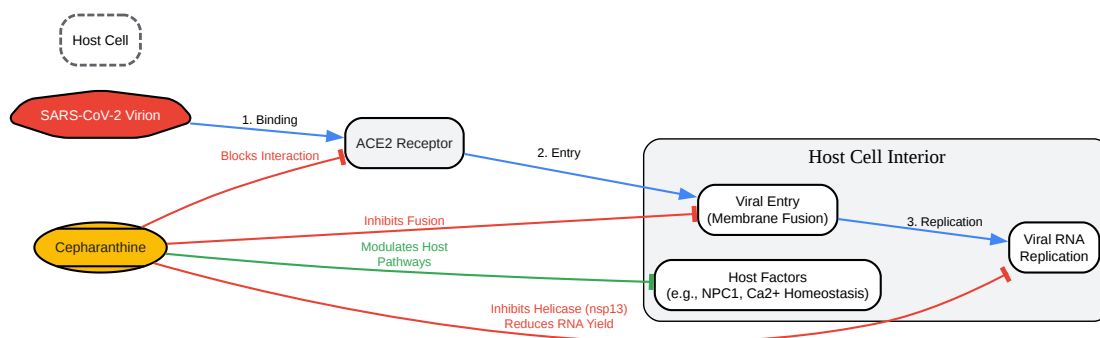 Host Cell
SARS-CoV-2 Virion
1. Binding
ACE2 Receptor
Blocks Interaction
2. Entry
Host Cell Interior
Viral Entry
(Membrane Fusion)
3. Replication
Viral RNA
Replication
Cepharanthine
Inhibits Fusion
Modulates Host
Pathways
Host Factors
(e.g., NPC1, Ca2+ Homeostasis)
Inhibits Helicase (nsp13)
Reduces RNA Yield